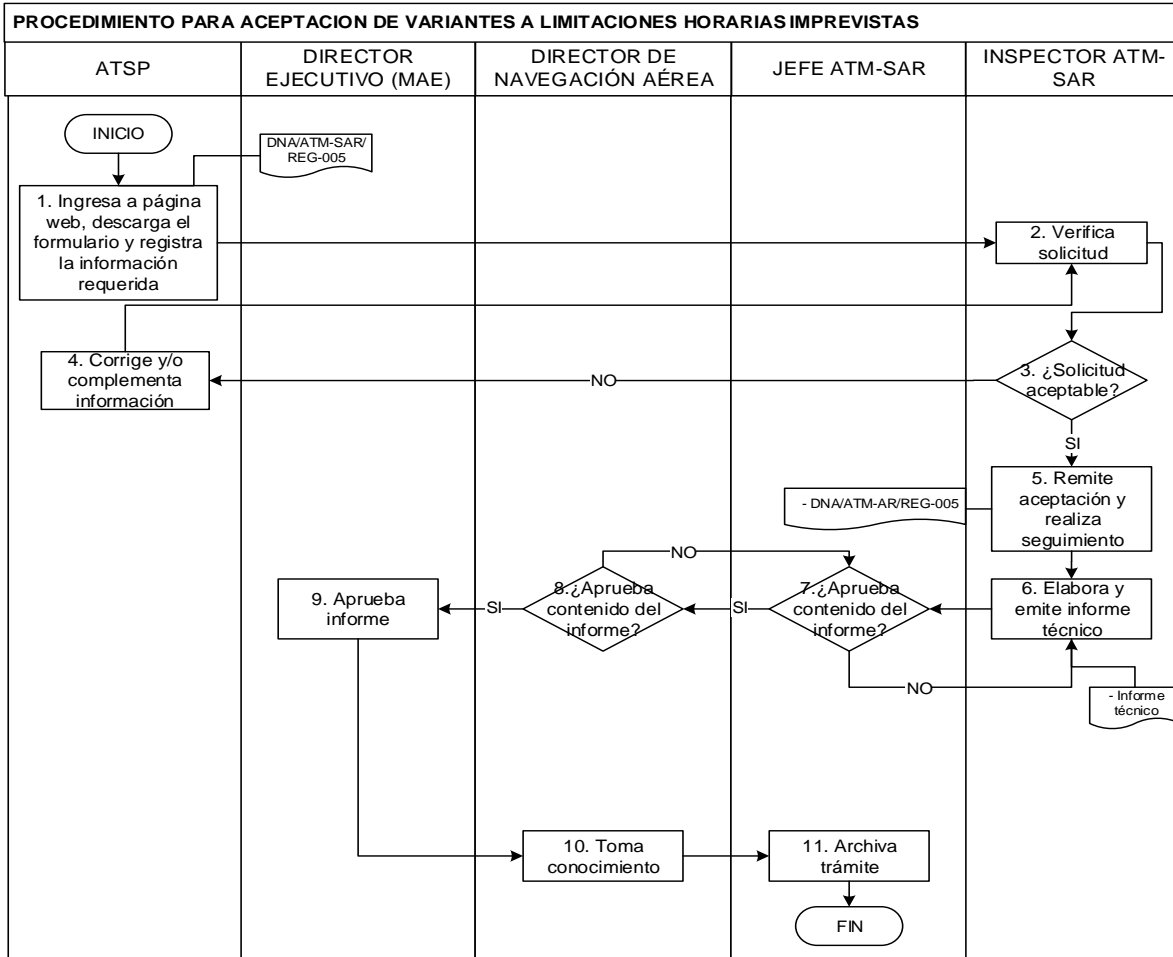 PROCEDIMIENTO PARA ACEPTACION DE VARIANTES A LIMITACIONES HORARIAS IMPREVISTAS
ATSP
DIRECTOR
EJECUTIVO (MAE)
DIRECTOR DE
NAVEGACIÓN AÉREA
JEFE ATM-SAR
INSPECTOR ATM-
SAR
INICIO
DNA/ATM-SAR/
REG-005
1. Ingresa a página
web, descarga el
formulario y registra
la información
requerida
2. Verifica
solicitud
3. ¿Solicitud
aceptable?
NO
4. Corrige y/o
complementa
información
SI
5. Remite
aceptación y
realiza
seguimiento
- DNA/ATM-AR/REG-005
6. Elabora y
emite informe
técnico
- Informe
técnico
7.¿Aprueba
contenido del
informe?
NO
SI
8.¿Aprueba
contenido del
informe?
NO
SI
9. Aprueba
informe
10. Toma
conocimiento
11. Archiva
trámite
FIN